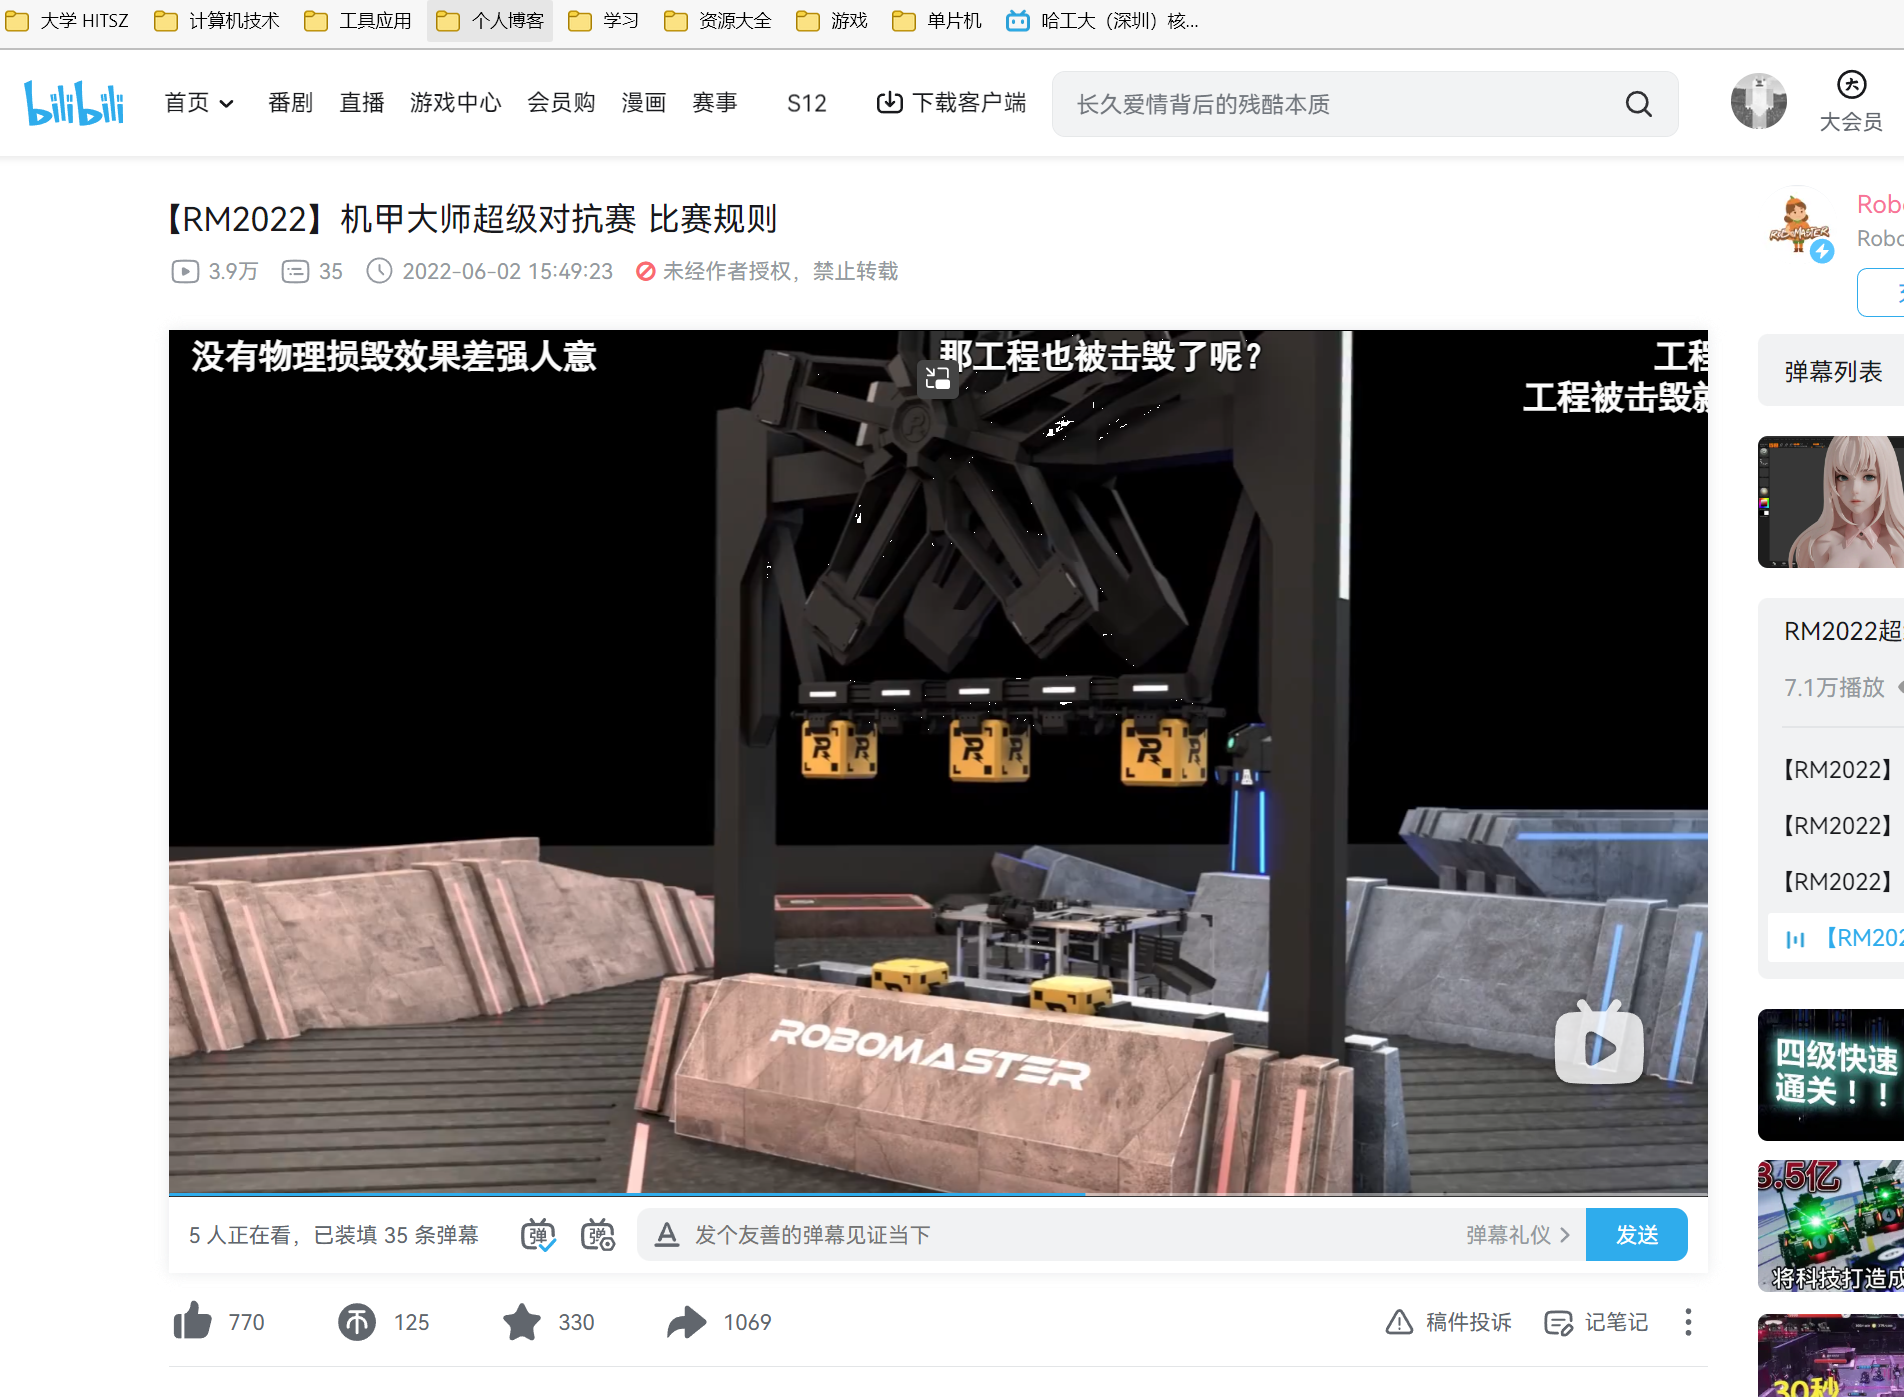 大学 HITSZ
计算机技术
工具应用
个人博客
学习
资源大全
游戏
单片机
哈工大（深圳）核...
bilibili
首页
番剧
直播
游戏中心
会员购
漫画
赛事
S12
下载客户端
长久爱情背后的残酷本质
大会员
【RM2022】机甲大师超级对抗赛 比赛规则
3.9万
35
2022-06-02 15:49:23
未经作者授权，禁止转载
没有物理损毁效果差强人意
那工程也被击毁了呢？
工程
工程被击毁就
ROBOMASTER
5 人正在看，已装填 35 条弹幕
发个友善的弹幕见证当下
弹幕礼仪
发送
770
125
330
1069
稿件投诉
记笔记
ROBOMASTER
Rob
Robo
弹幕列表
RM2022超
7.1万播放
【RM2022】
【RM2022】
【RM2022】
【RM202
四级快速
通关！！
3.5亿
将科技打造成
30秒